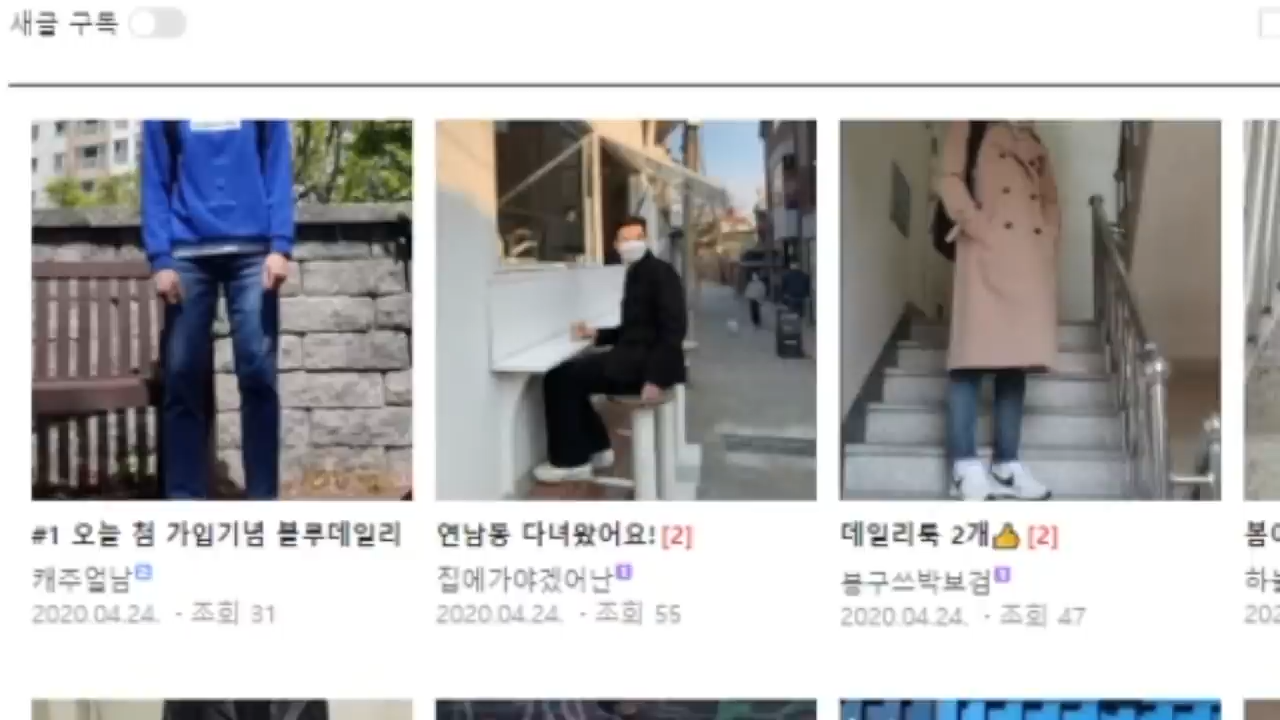 새글 구독
#1 오늘 첨 가입기념 블루데일리
연남동 다녀왔어요! [2]
데일리룩 2개👍 [2]
캐주얼남 2
집에가야겠어난 1
봉구쓰박보검 1
2020.04.24. · 조회 31
2020.04.24. · 조회 55
2020.04.24. · 조회 47